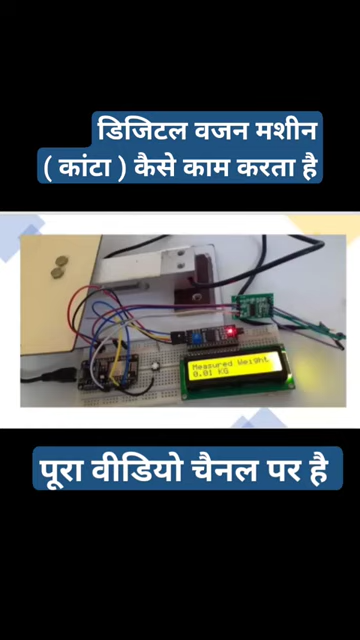 डिजिटल वजन मशीन
( कांटा ) कैसे काम करता है
Measured Weight
0.01 KG
पूरा वीडियो चैनल पर है